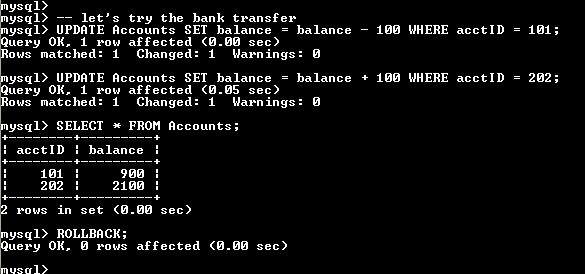 mysql>
mysql> -- let's try the bank transfer
mysql> UPDATE Accounts SET balance = balance - 100 WHERE acctID = 101;
Query OK, 1 row affected (0.00 sec)
Rows matched: 1  Changed: 1  Warnings: 0
mysql> UPDATE Accounts SET balance = balance + 100 WHERE acctID = 202;
Query OK, 1 row affected (0.05 sec)
Rows matched: 1  Changed: 1  Warnings: 0
mysql> SELECT * FROM Accounts;
+--------+---------+
| acctID | balance |
+--------+---------+
|    101 |     900 |
|    202 |    2100 |
+--------+---------+
2 rows in set (0.00 sec)
mysql> ROLLBACK;
Query OK, 0 rows affected (0.00 sec)
mysql>